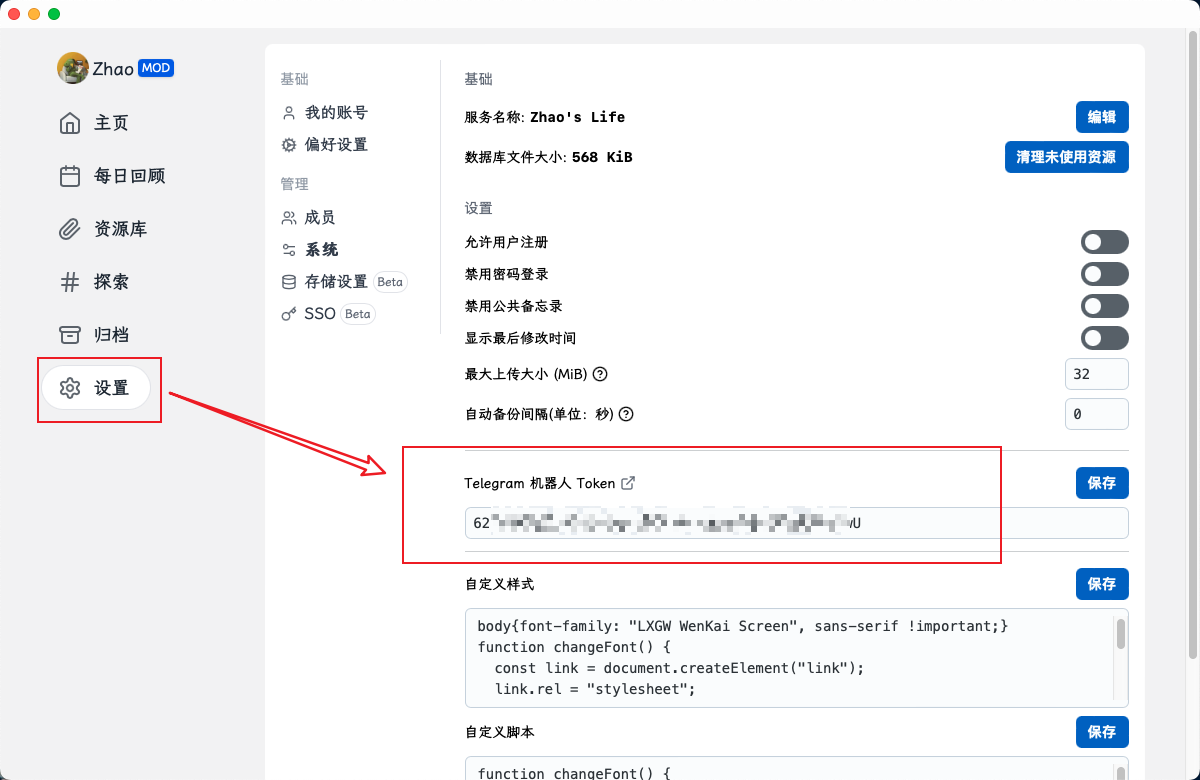 Zhao MOD
主页
每日回顾
资源库
探索
归档
设置
基础
我的账号
偏好设置
管理
成员
系统
存储设置 Beta
SSO Beta
基础
服务名称: Zhao's Life
编辑
数据库文件大小: 568 KiB
清理未使用资源
设置
允许用户注册
禁用密码登录
禁用公共备忘录
显示最后修改时间
最大上传大小 (MiB) ?
32
自动备份间隔(单位：秒) ?
0
Telegram 机器人 Token
保存
自定义样式
保存
body{font-family: "LXGW WenKai Screen", sans-serif !important;}
function changeFont() {
const link = document.createElement("link");
link.rel = "stylesheet";
自定义脚本
保存
function changeFont() {